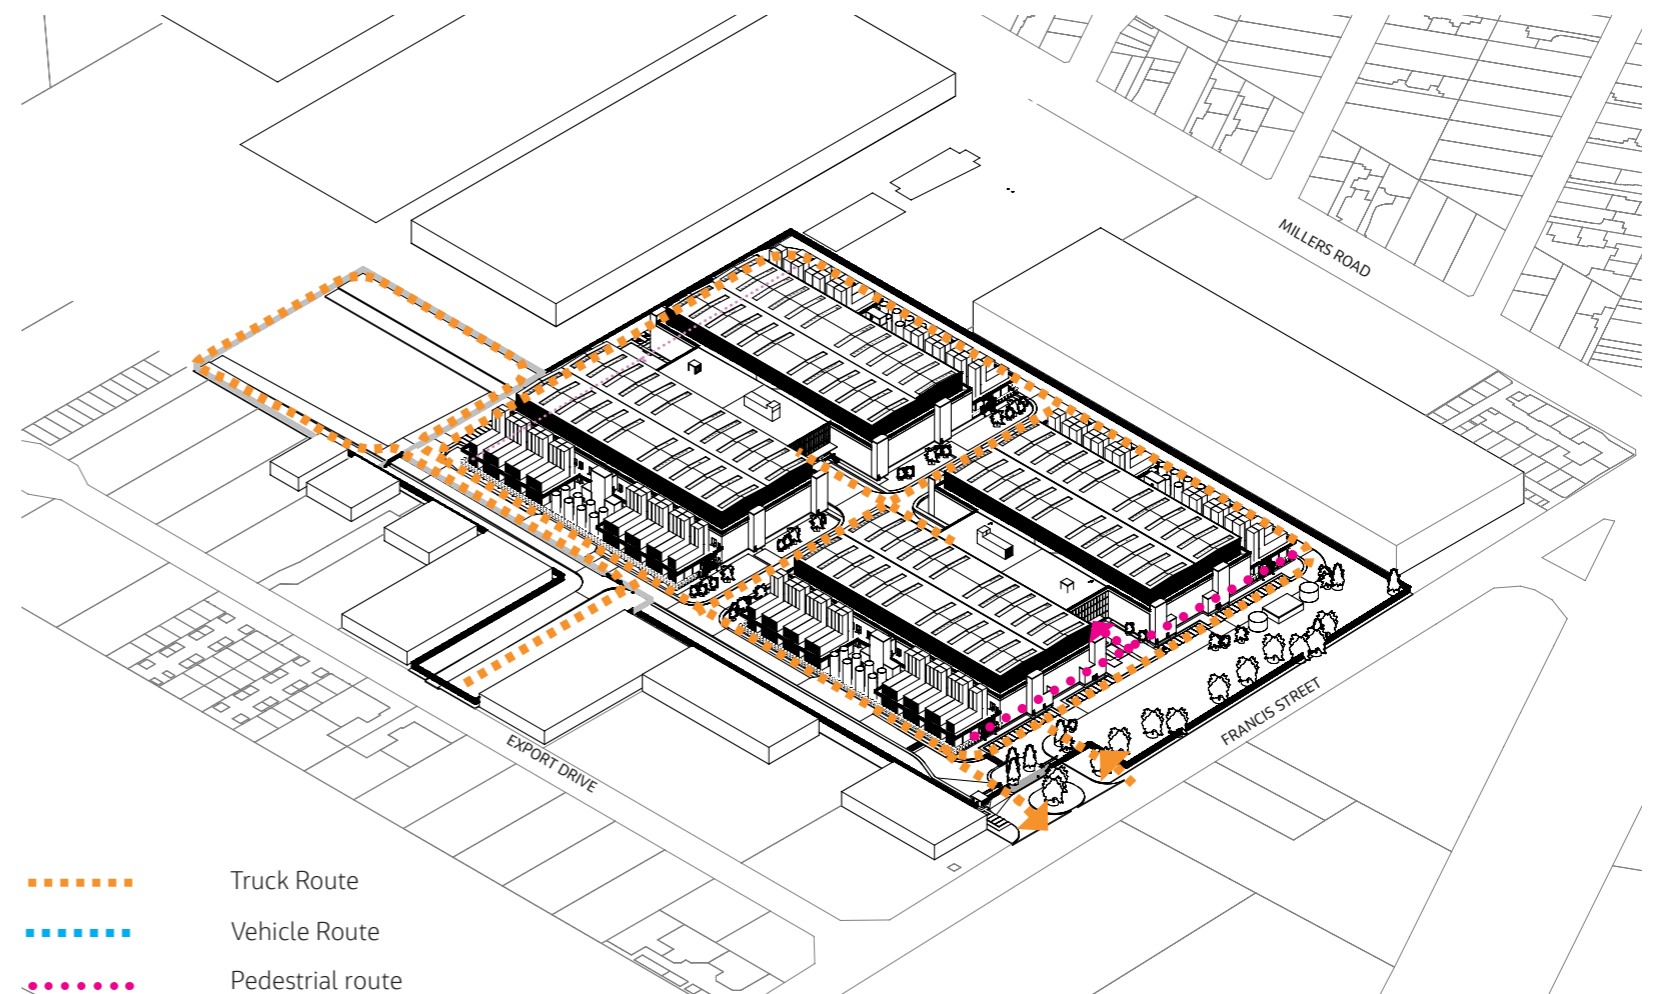 MILLERS ROAD
FRANCIS STREET
EXPORT DRIVE
Truck Route
Vehicle Route
Pedestrial route